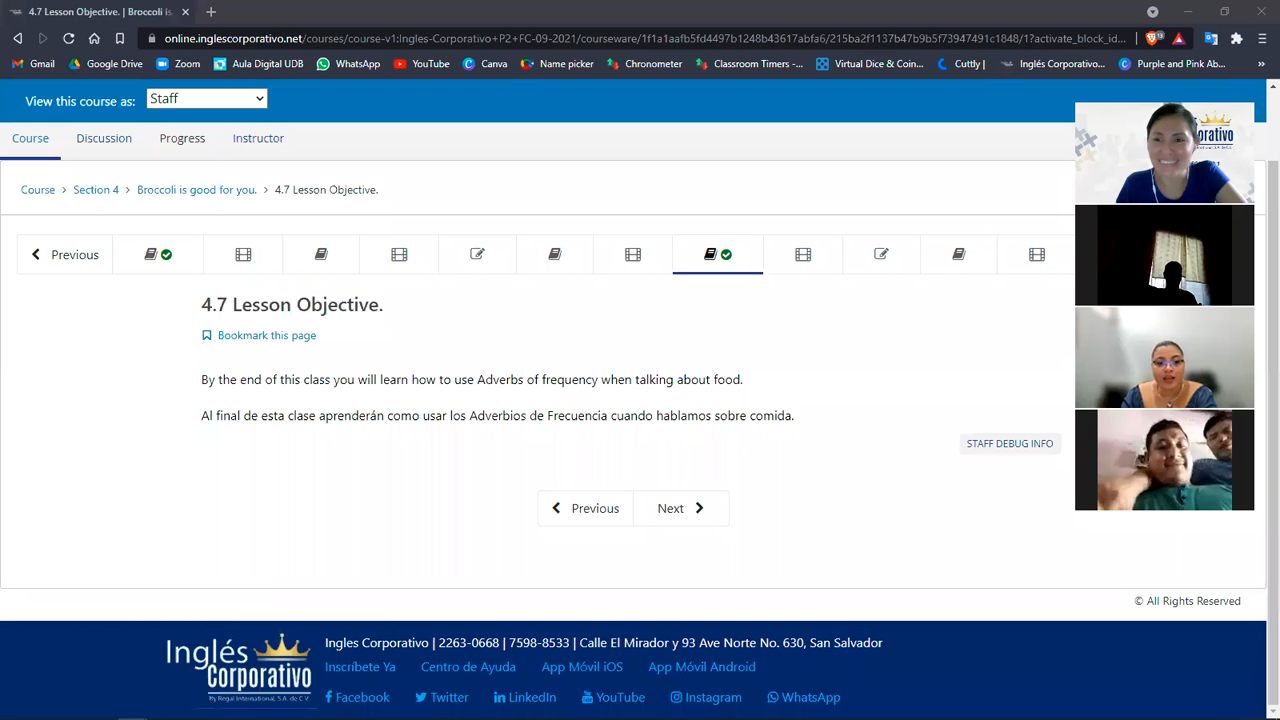 4.7 Lesson Objective. | Broccoli is
online.inglescorporativo.net/courses/course-v1:Ingles-Corporativo+P2+FC-09-2021/courseware/1f1a1aafb5fd4497b1248b43617abfa6/215ba2f1137b47b9b5f73947491c1848/1?activate_block_id...
13
Gmail Google Drive Zoom Aula Digital UDB WhatsApp YouTube Canva Name picker Chronometer Classroom Timers -... Virtual Dice & Coin... Cuttly | Inglés Corporativo... Purple and Pink Ab... »
View this course as: Staff
Course Discussion Progress Instructor
Course > Section 4 > Broccoli is good for you. > 4.7 Lesson Objective.
Previous
4.7 Lesson Objective.
Bookmark this page
By the end of this class you will learn how to use Adverbs of frequency when talking about food.
Al final de esta clase aprenderán como usar los Adverbios de Frecuencia cuando hablamos sobre comida.
STAFF DEBUG INFO
Previous Next
© All Rights Reserved
Inglés Corporativo
By Regal International, S.A. de C.V.
Ingles Corporativo | 2263-0668 | 7598-8533 | Calle El Mirador y 93 Ave Norte No. 630, San Salvador
Inscríbete Ya Centro de Ayuda App Móvil iOS App Móvil Android
Facebook Twitter LinkedIn YouTube Instagram WhatsApp